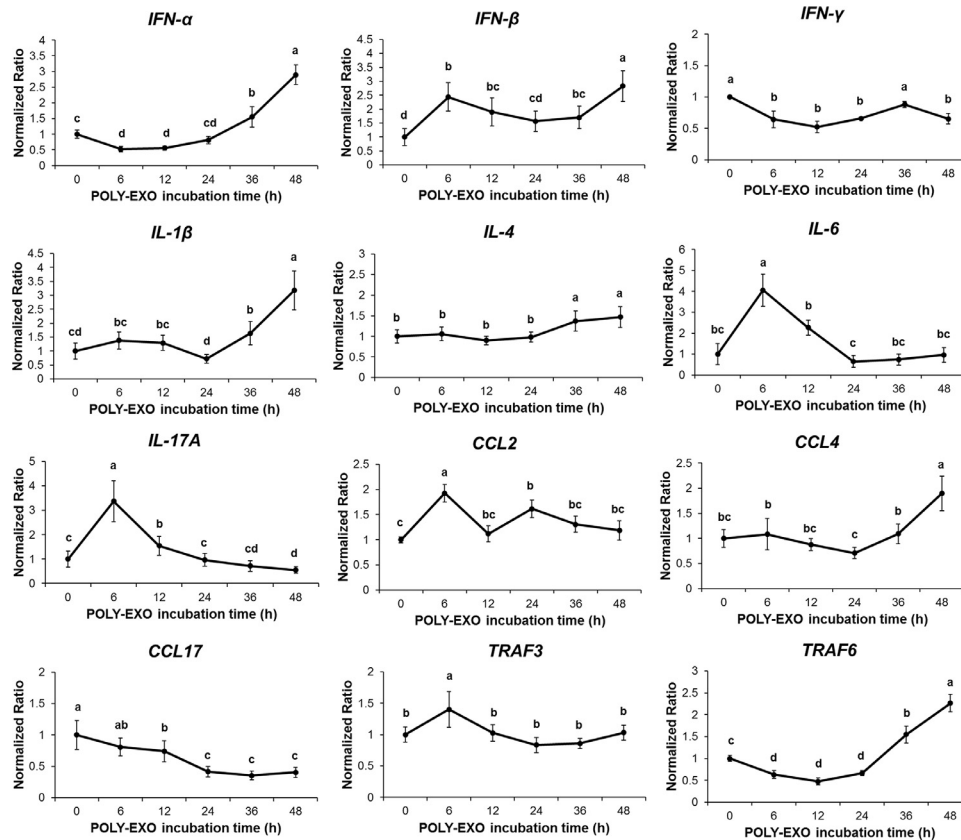 IFN-α
Normalized Ratio
4
3.5
3
2.5
2
1.5
1
0.5
0
c d d cd b a
0 6 12 24 36 48
POLY-EXO incubation time (h)
IFN-β
Normalized Ratio
4
3.5
3
2.5
2
1.5
1
0.5
0
d b bc cd bc a
0 6 12 24 36 48
POLY-EXO incubation time (h)
IFN-γ
Normalized Ratio
2
1.5
1
0.5
0
a b b b a b
0 6 12 24 36 48
POLY-EXO incubation time (h)
IL-1β
Normalized Ratio
4.5
4
3.5
3
2.5
2
1.5
1
0.5
0
cd bc bc d b a
0 6 12 24 36 48
POLY-EXO incubation time (h)
IL-4
Normalized Ratio
3
2.5
2
1.5
1
0.5
0
b b b b a a
0 6 12 24 36 48
POLY-EXO incubation time (h)
IL-6
Normalized Ratio
6
5
4
3
2
1
0
bc a b c bc bc
0 6 12 24 36 48
POLY-EXO incubation time (h)
IL-17A
Normalized Ratio
5
4
3
2
1
0
c a b c cd d
0 6 12 24 36 48
POLY-EXO incubation time (h)
CCL2
Normalized Ratio
2.5
2
1.5
1
0.5
0
c a bc b bc bc
0 6 12 24 36 48
POLY-EXO incubation time (h)
CCL4
Normalized Ratio
2.5
2
1.5
1
0.5
0
bc b bc c b a
0 6 12 24 36 48
POLY-EXO incubation time (h)
CCL17
Normalized Ratio
2
1.5
1
0.5
0
a ab b c c c
0 6 12 24 36 48
POLY-EXO incubation time (h)
TRAF3
Normalized Ratio
2
1.5
1
0.5
0
b a b b b b
0 6 12 24 36 48
POLY-EXO incubation time (h)
TRAF6
Normalized Ratio
3
2.5
2
1.5
1
0.5
0
c d d d b a
0 6 12 24 36 48
POLY-EXO incubation time (h)